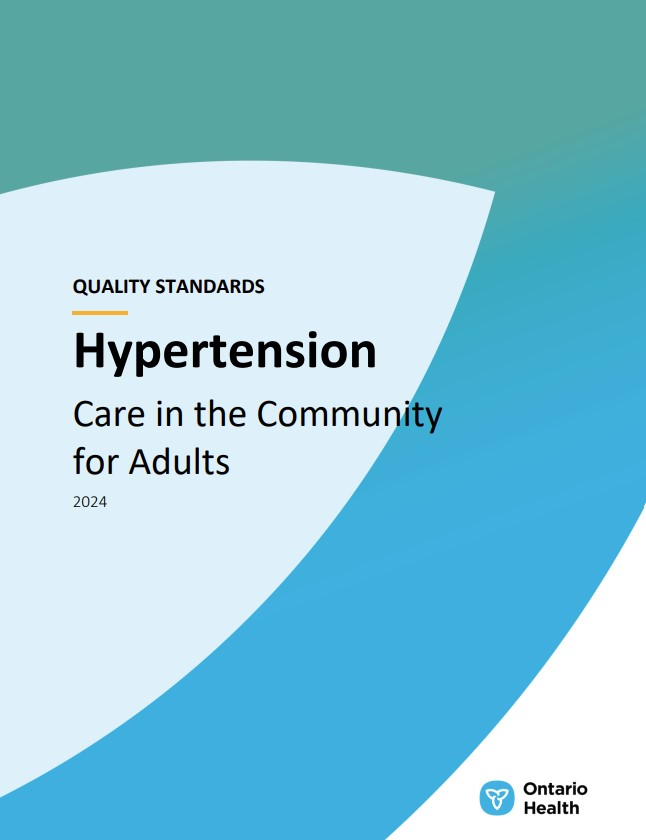 QUALITY STANDARDS
Hypertension
Care in the Community
for Adults
2024
Ontario
Health